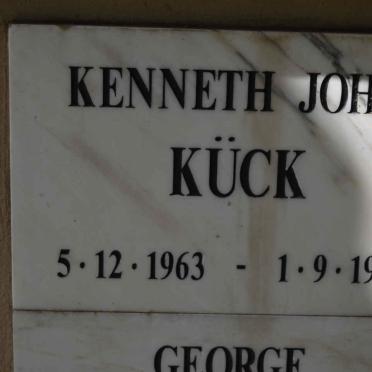 KENNETH JOH
KÜCK
5·12·1963 - 1·9·19
GEORGE